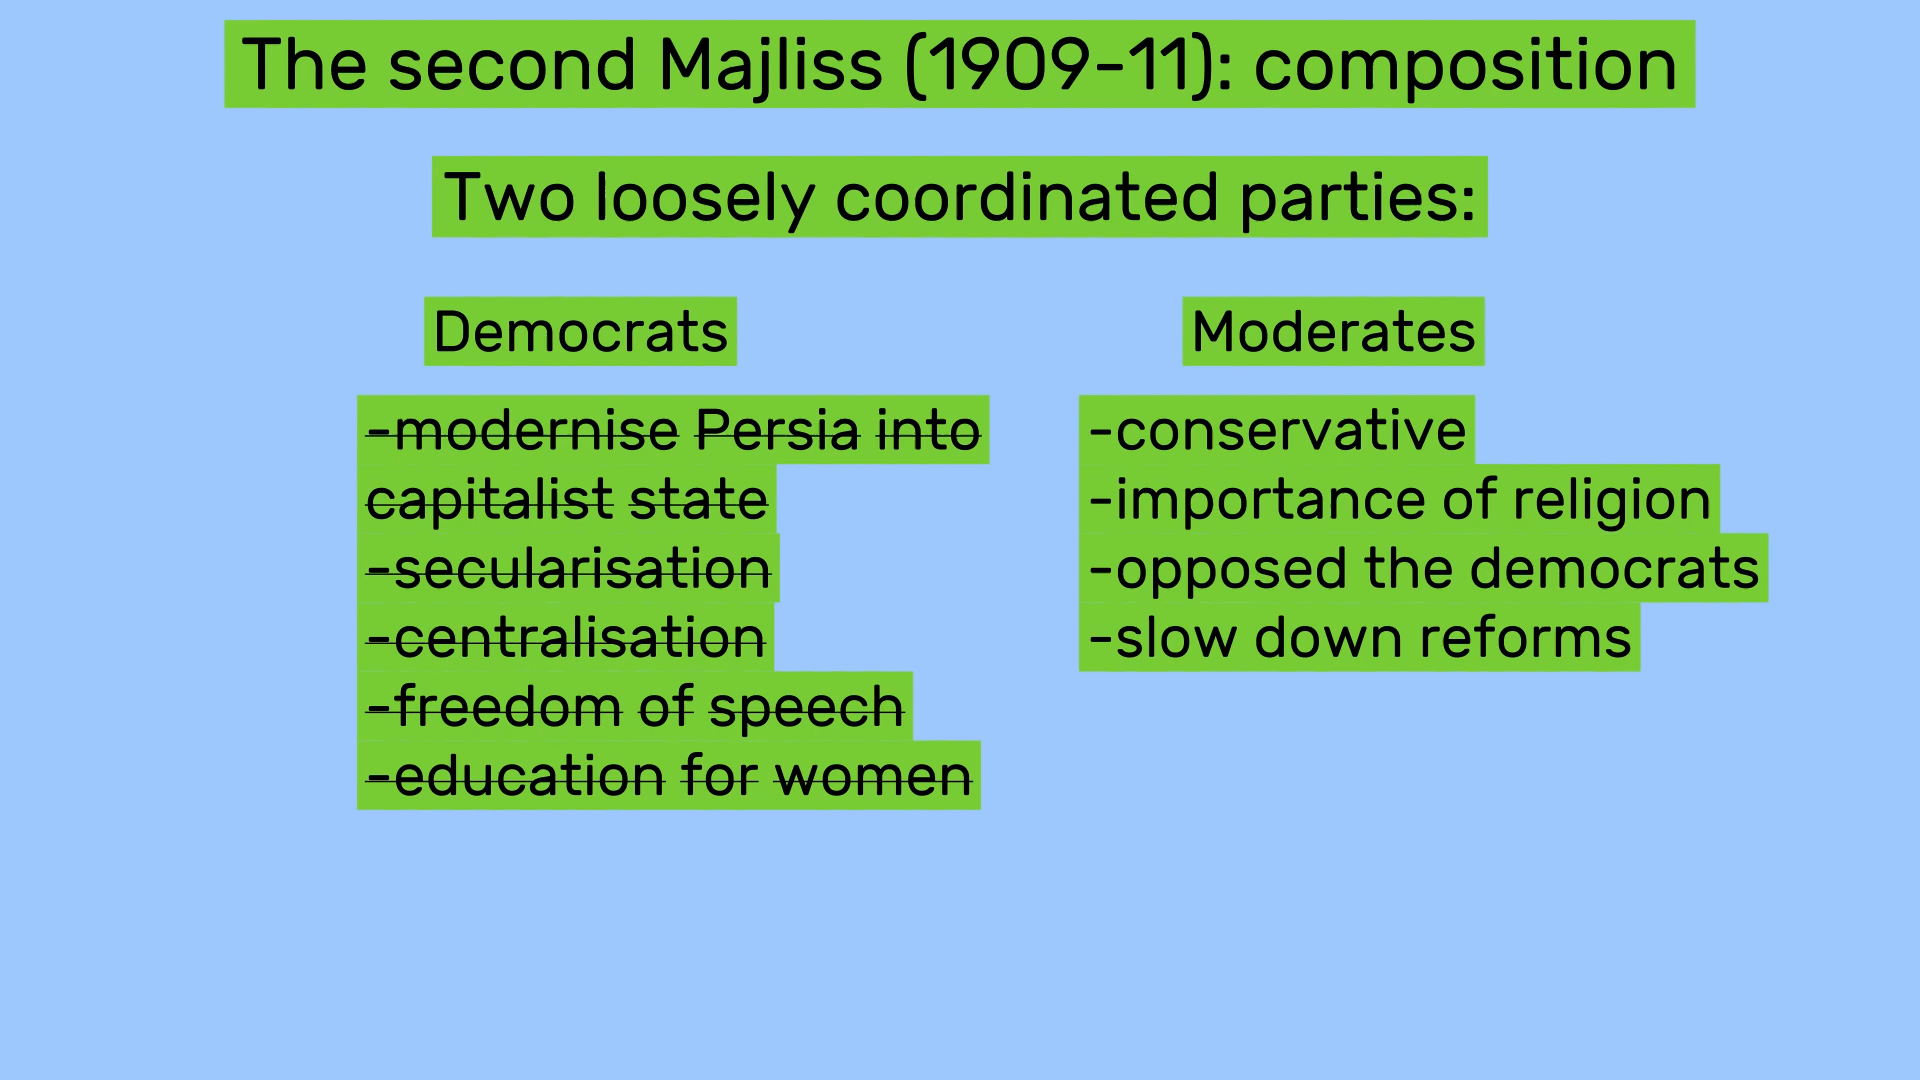 The second Majliss (1909-11): composition
Two loosely coordinated parties:
Democrats
-modernise Persia into
capitalist state
-secularisation
-centralisation
-freedom of speech
-education for women
Moderates
-conservative
-importance of religion
-opposed the democrats
-slow down reforms